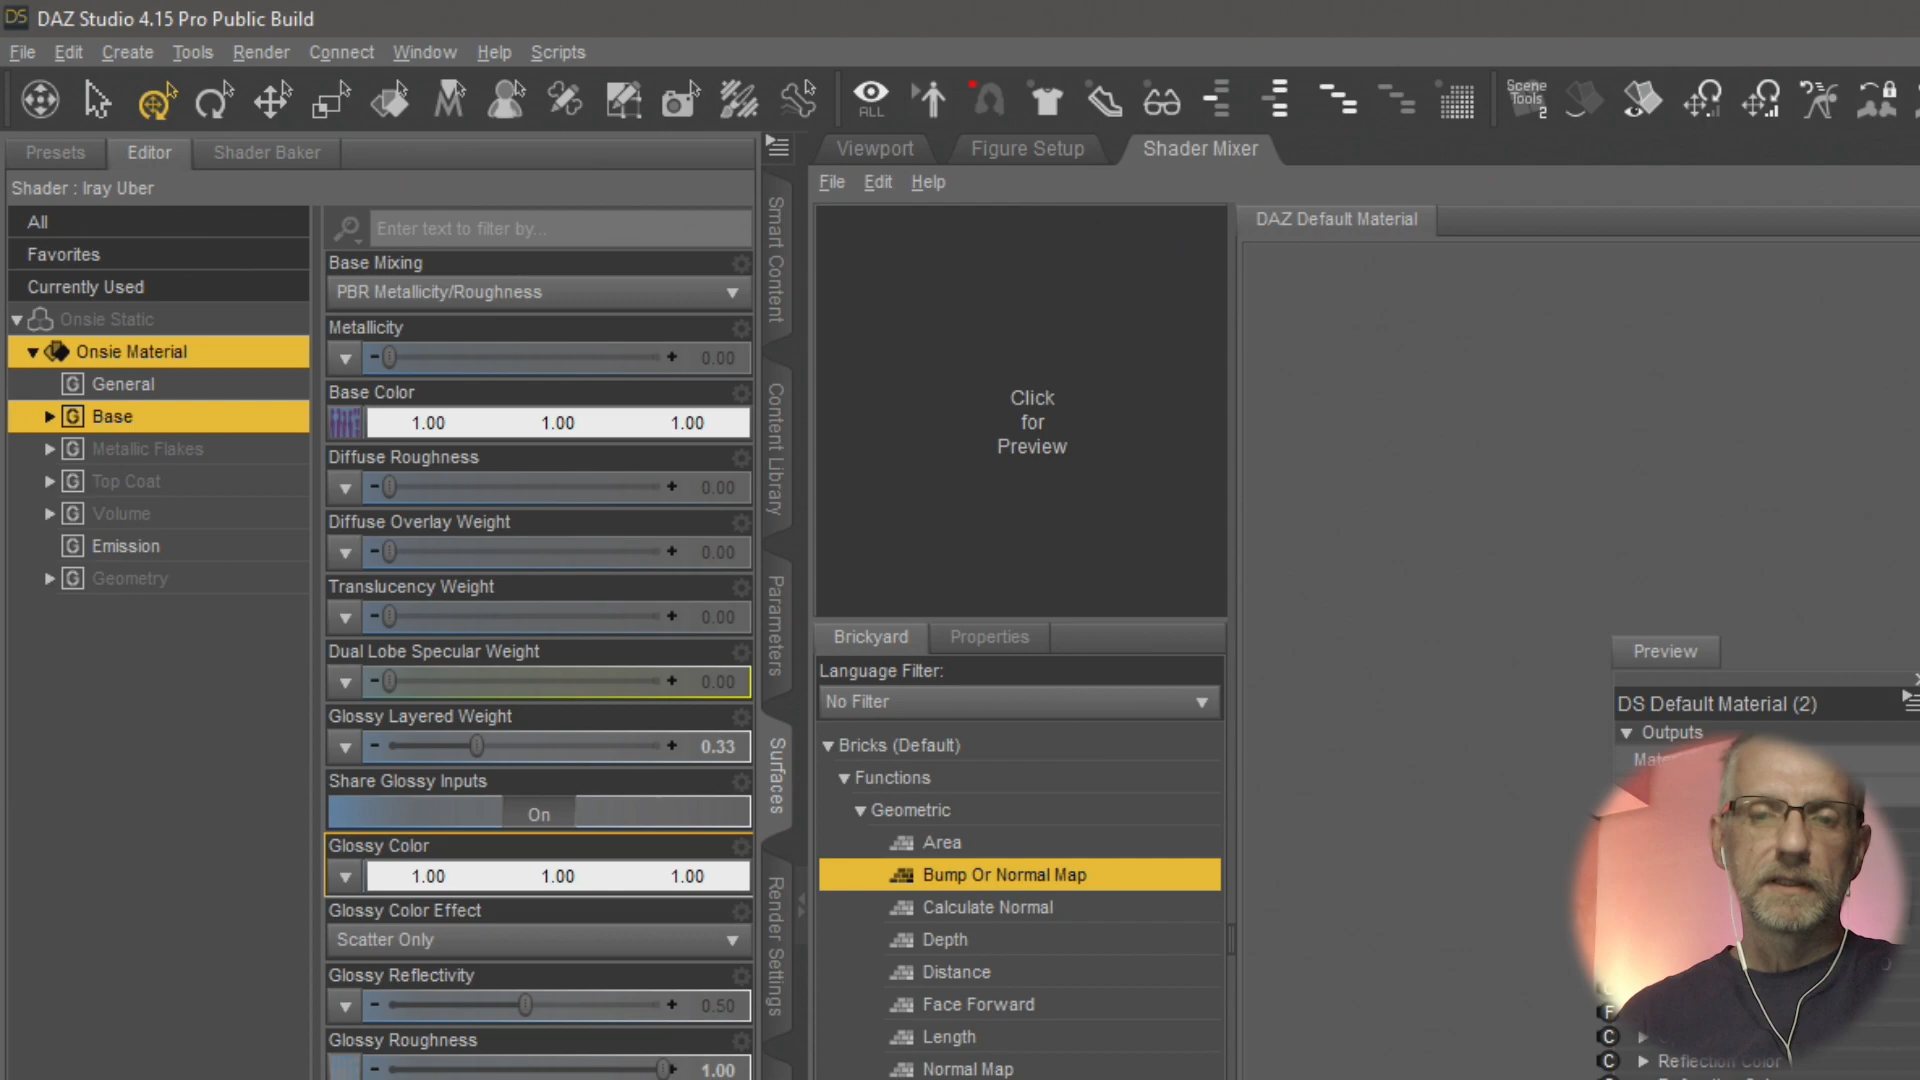 DS DAZ Studio 4.15 Pro Public Build
File Edit Create Tools Render Connect Window Help Scripts
ALL
Scene
Tools
2
Presets Editor Shader Baker
Viewport Figure Setup Shader Mixer
Shader : Iray Uber
File Edit Help
All
Favorites
Currently Used
Onsie Static
Onsie Material
G General
G Base
G Metallic Flakes
G Top Coat
G Volume
G Emission
G Geometry
Enter text to filter by...
Base Mixing
PBR Metallicity/Roughness
Metallicity
- + 0.00
Base Color
1.00 1.00 1.00
Diffuse Roughness
- + 0.00
Diffuse Overlay Weight
- + 0.00
Translucency Weight
- + 0.00
Dual Lobe Specular Weight
- + 0.00
Glossy Layered Weight
- + 0.33
Share Glossy Inputs
On
Glossy Color
1.00 1.00 1.00
Glossy Color Effect
Scatter Only
Glossy Reflectivity
- + 0.50
Glossy Roughness
- + 1.00
Smart Content
Content Library
Parameters
Surfaces
Render Settings
Click
for
Preview
Brickyard Properties
Language Filter:
No Filter
Bricks (Default)
Functions
Geometric
Area
Bump Or Normal Map
Calculate Normal
Depth
Distance
Face Forward
Length
Normal Map
DAZ Default Material
Preview
DS Default Material (2)
Outputs
Mate
F
C
C Reflection Color